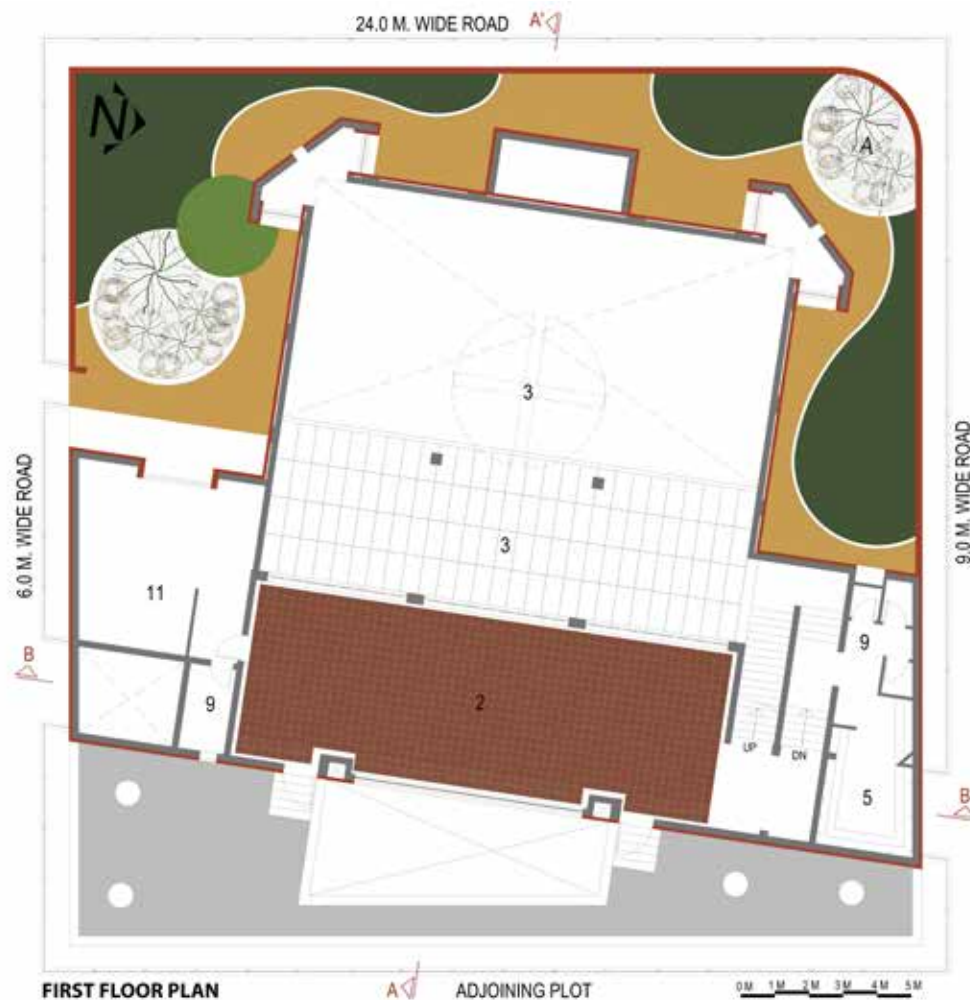 24.0 M. WIDE ROAD
A'
N
A
3
6.0 M. WIDE ROAD
9.0 M. WIDE ROAD
3
11
9
B
9
2
UP
DN
5
B
FIRST FLOOR PLAN
A
ADJOINING PLOT
0M 1M 2M 3M 4M 5M